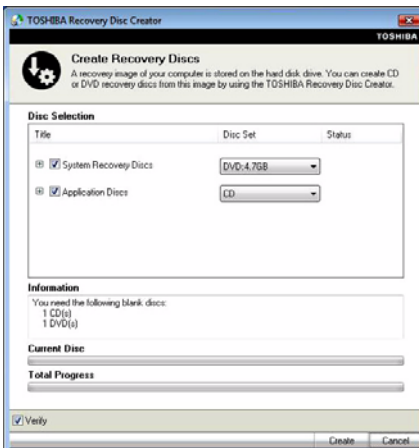 TOSHIBA Recovery Disc Creator
TOSHIBA
Create Recovery Discs
A recovery image of your computer is stored on the hard disk drive. You can create CD
or DVD recovery discs from this image by using the TOSHIBA Recovery Disc Creator.
Disc Selection
Title Disc Set Status
System Recovery Discs DVD:4.7GB
Application Discs CD
Information
You need the following blank discs:
1 CD(s)
1 DVD(s)
Current Disc
Total Progress
Verify
Create Cancel